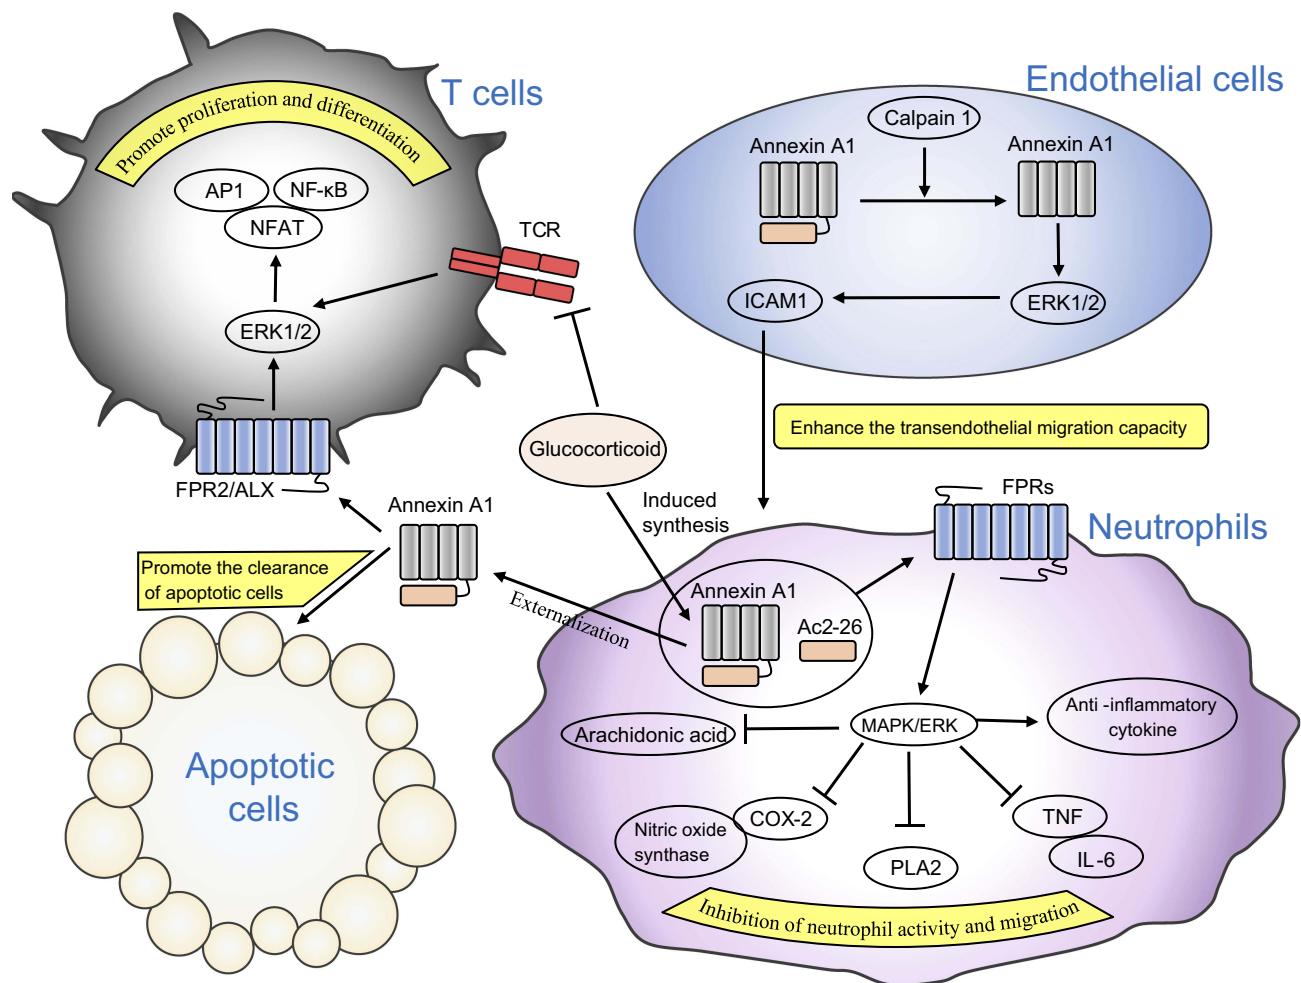 T cells
Promote proliferation and differentiation
AP1
NF-κB
NFAT
TCR
ERK1/2
FPR2/ALX
Endothelial cells
Calpain 1
Annexin A1
Annexin A1
ICAM1
ERK1/2
Enhance the transendothelial migration capacity
Glucocorticoid
Induced
synthesis
Annexin A1
Promote the clearance
of apoptotic cells
Externalization
FPRs
Neutrophils
Annexin A1
Ac2-26
Arachidonic acid
MAPK/ERK
Anti -inflammatory
cytokine
Nitric oxide
synthase
COX-2
PLA2
TNF
IL-6
Inhibition of neutrophil activity and migration
Apoptotic
cells